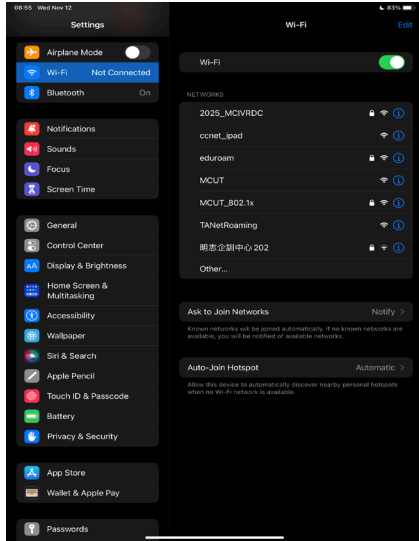 06:55 Wed Nov 12
83%
Settings
Airplane Mode
Wi-Fi Not Connected
Bluetooth On
Notifications
Sounds
Focus
Screen Time
General
Control Center
Display & Brightness
Home Screen &
Multitasking
Accessibility
Wallpaper
Siri & Search
Apple Pencil
Touch ID & Passcode
Battery
Privacy & Security
App Store
Wallet & Apple Pay
Passwords
Wi-Fi Edit
Wi-Fi
NETWORKS
2025_MCIVRDC
ccnet_ipad
eduroam
MCUT
MCUT_802.1x
TANetRoaming
明志企訓中心 202
Other...
Ask to Join Networks Notify
Known networks will be joined automatically. If no known networks are
available, you will be notified of available networks.
Auto-Join Hotspot Automatic
Allow this device to automatically discover nearby personal hotspots
when no Wi-Fi network is available.